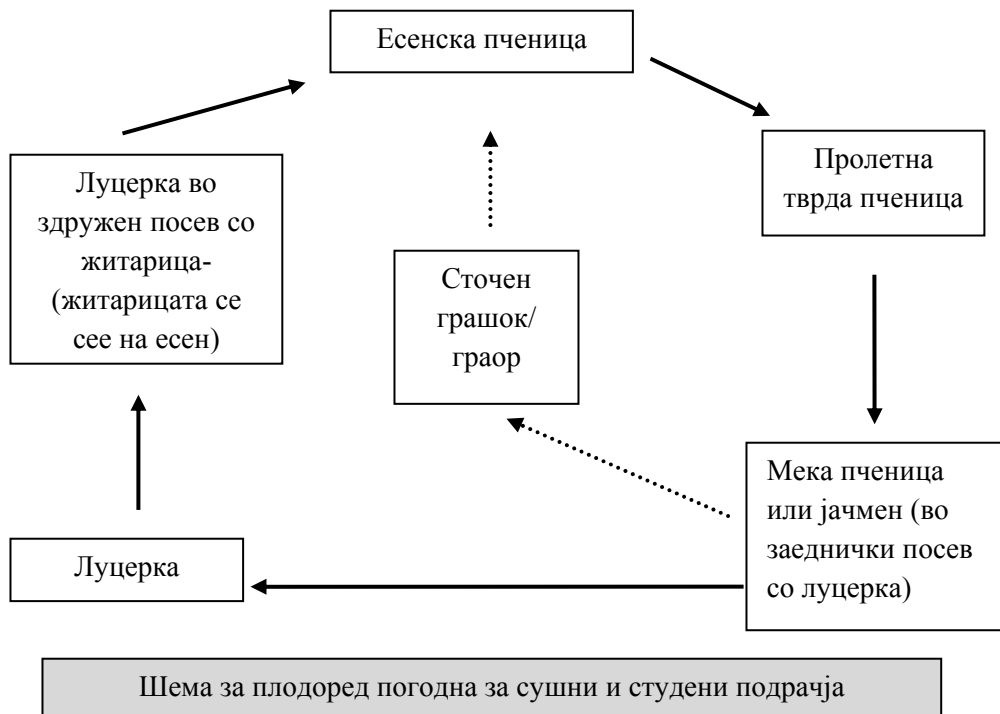 Есенска пченица
Пролетна
тврда пченица
Луцерка во
здружен посев со
житарица-
(житарицата се
сее на есен)
Сточен
грашок/
граор
Мека пченица
или јачмен (во
заеднички посев
со луцерка)
Луцерка
Шема за плодоред погодна за сушни и студени подрачја